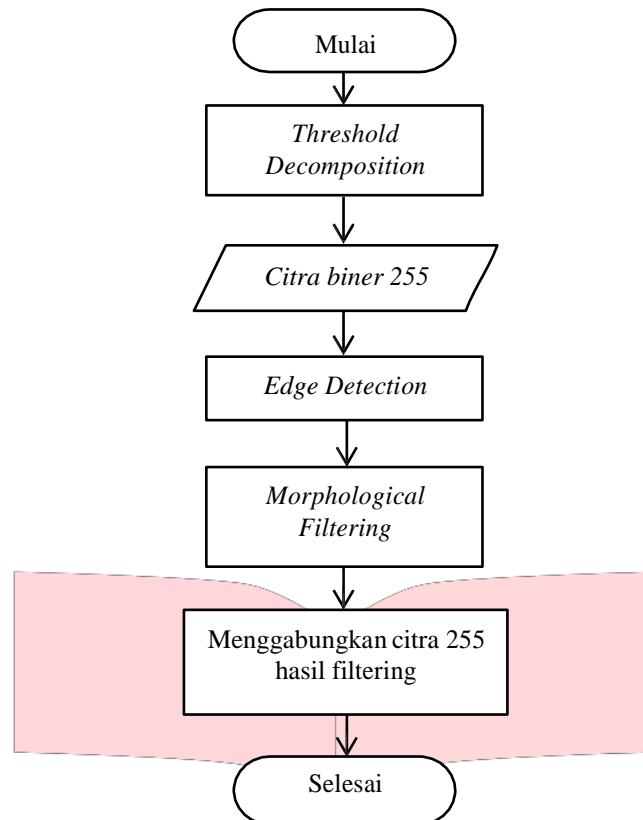 Mulai
Threshold
Decomposition
Citra biner 255
Edge Detection
Morphological
Filtering
Menggabungkan citra 255
hasil filtering
Selesai